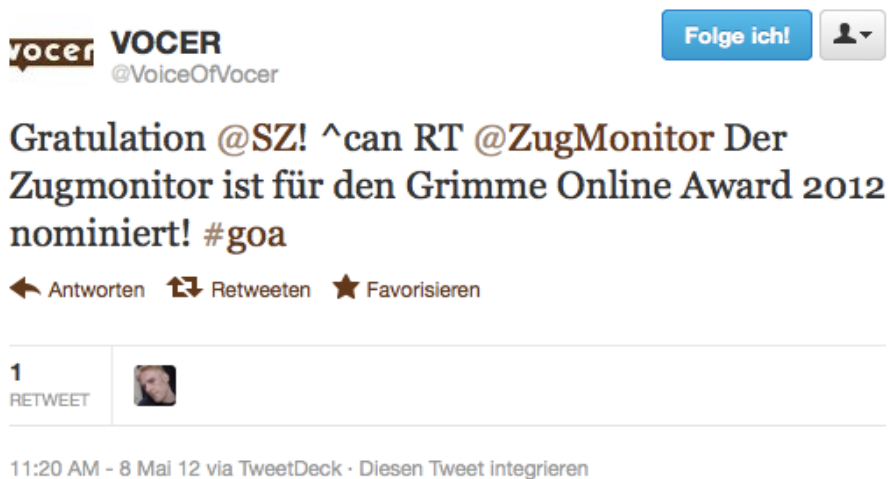 vocer
VOCER
@VoiceOfVocer
Folge ich!
Gratulation @SZ! ^can RT @ZugMonitor Der
Zugmonitor ist für den Grimme Online Award 2012
nominiert! #goa
Antworten Retweeten Favorisieren
1
RETWEET
11:20 AM - 8 Mai 12 via TweetDeck · Diesen Tweet integrieren